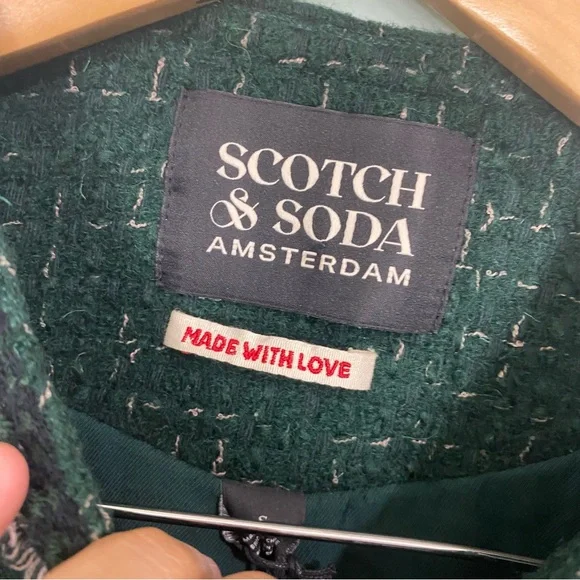 SCOTCH
& SODA
AMSTERDAM
MADE WITH LOVE
S